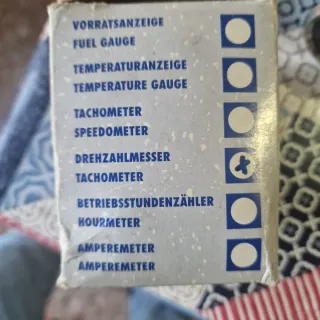 VORRATSANZEIGE
FUEL GAUGE
TEMPERATURANZEIGE
TEMPERATURE GAUGE
TACHOMETER
SPEEDOMETER
DREHZAHLMESSER
TACHOMETER
BETRIEBSSTUNDENZÄHLER
HOURMETER
AMPEREMETER
AMPEREMETER